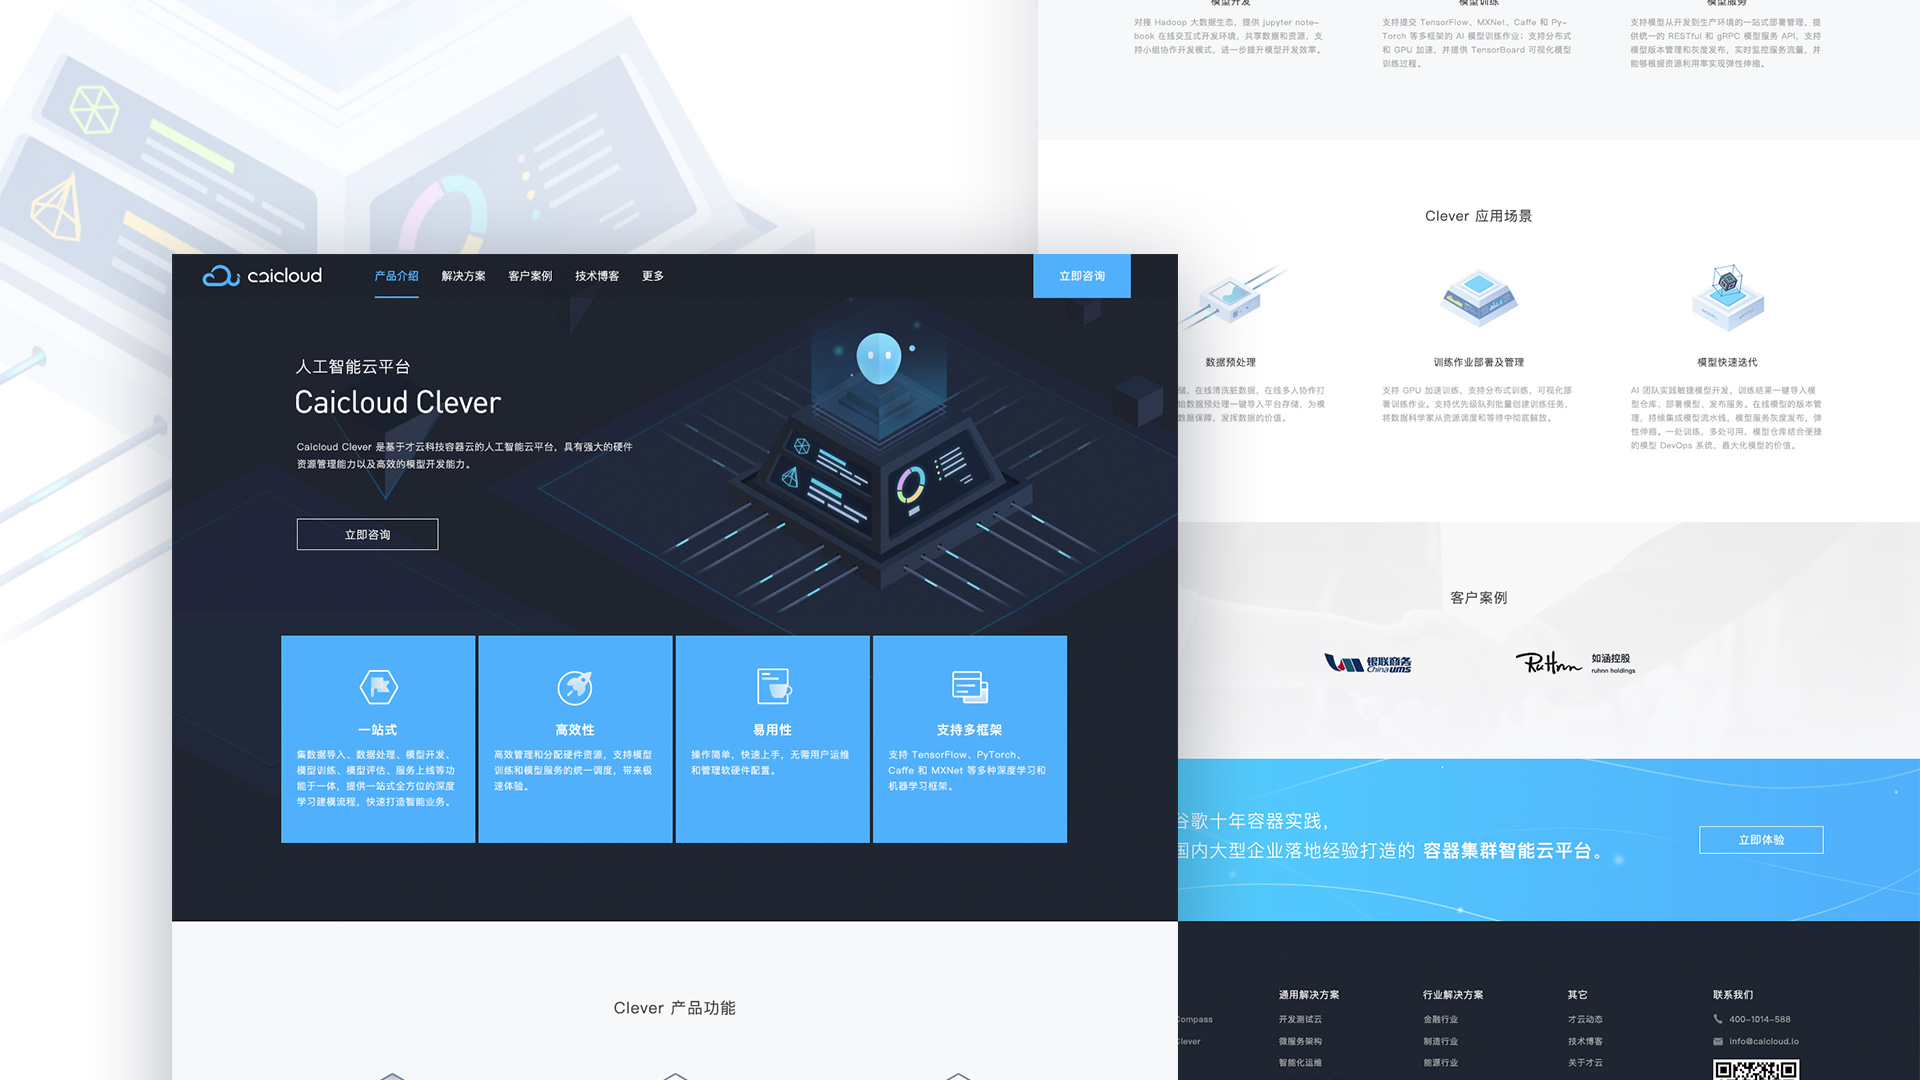 caicloud
产品介绍
解决方案
客户案例
技术博客
更多
立即咨询
人工智能云平台
Caicloud Clever
Caicloud Clever 是基于才云科技容器云的人工智能云平台，具有强大的硬件
资源管理能力以及高效的模型开发能力。
立即咨询
一站式
集数据导入、数据处理、模型开发、
模型训练、模型评估、服务上线等功
能于一体，提供一站式全方位的深度
学习建模流程，快速打造智能业务。
高效性
高效管理和分配硬件资源，支持模型
训练和模型服务的统一调度，带来极
速体验。
易用性
操作简单，快速上手，无需用户运维
和管理软硬件配置。
支持多框架
支持 TensorFlow、PyTorch、
Caffe 和 MXNet 等多种深度学习和
机器学习框架。
Clever 产品功能
模型开发
对接 Hadoop 大数据生态，提供 jupyter note-
book 在线交互式开发环境，共享数据和资源，支
持小组协作开发模式，进一步提升模型开发效率。
模型训练
支持提交 TensorFlow、MXNet、Caffe 和 Py-
Torch 等多框架的 AI 模型训练作业；支持分布式
和 GPU 加速，并提供 TensorBoard 可视化模型
训练过程。
模型服务
支持模型从开发到生产环境的一站式部署管理，提
供统一的 RESTful 和 gRPC 模型服务 API，支持
模型版本管理和灰度发布，实时监控服务流量，并
能够根据资源利用率实现弹性伸缩。
Clever 应用场景
数据预处理
储，在线清洗脏数据，在线多人协作打
始数据预处理一键导入平台存储，为模
数据保障，发挥数据的价值。
训练作业部署及管理
支持 GPU 加速训练，支持分布式训练，可视化部
署训练作业。支持优先级队列批量创建训练任务，
将数据科学家从资源调度和等待中彻底解放。
模型快速迭代
AI 团队实践敏捷模型开发，训练结果一键导入模
型仓库、部署模型、发布服务。在线模型的版本管
理，持续集成模型流水线，模型服务灰度发布，弹
性伸缩。一处训练，多处可用，模型仓库结合便捷
的模型 DevOps 系统，最大化模型的价值。
客户案例
银联商务
China ums
RuHnn
如涵控股
ruhnn holdings
谷歌十年容器实践，
国内大型企业落地经验打造的 容器集群智能云平台。
立即体验
Compass
Clever
通用解决方案
开发测试云
微服务架构
智能化运维
行业解决方案
金融行业
制造行业
能源行业
其它
才云动态
技术博客
关于才云
联系我们
400-1014-588
info@caicloud.io